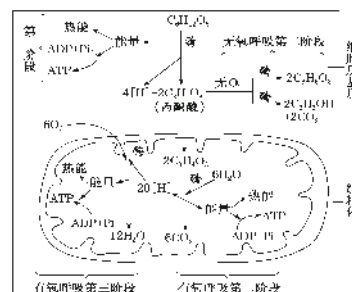 第 C₆H₁₂O₆
热能 酶 无氧呼吸第二阶段
能量
阶段 ADP+Pi 酶 2C₃H₆O₃
ATP 4[H]+2C₃H₄O₃ 无O₂
(丙酮酸) 酶 2C₂H₅OH
+2CO₂
6O₂ 酶
热能 2C₃H₄O₃
酶 6H₂O
20[H]
ATP 能量 热能
ATP
ADP+Pi 12H₂O 6CO₂ ADP+Pi
有氧呼吸第三阶段 有氧呼吸第二阶段